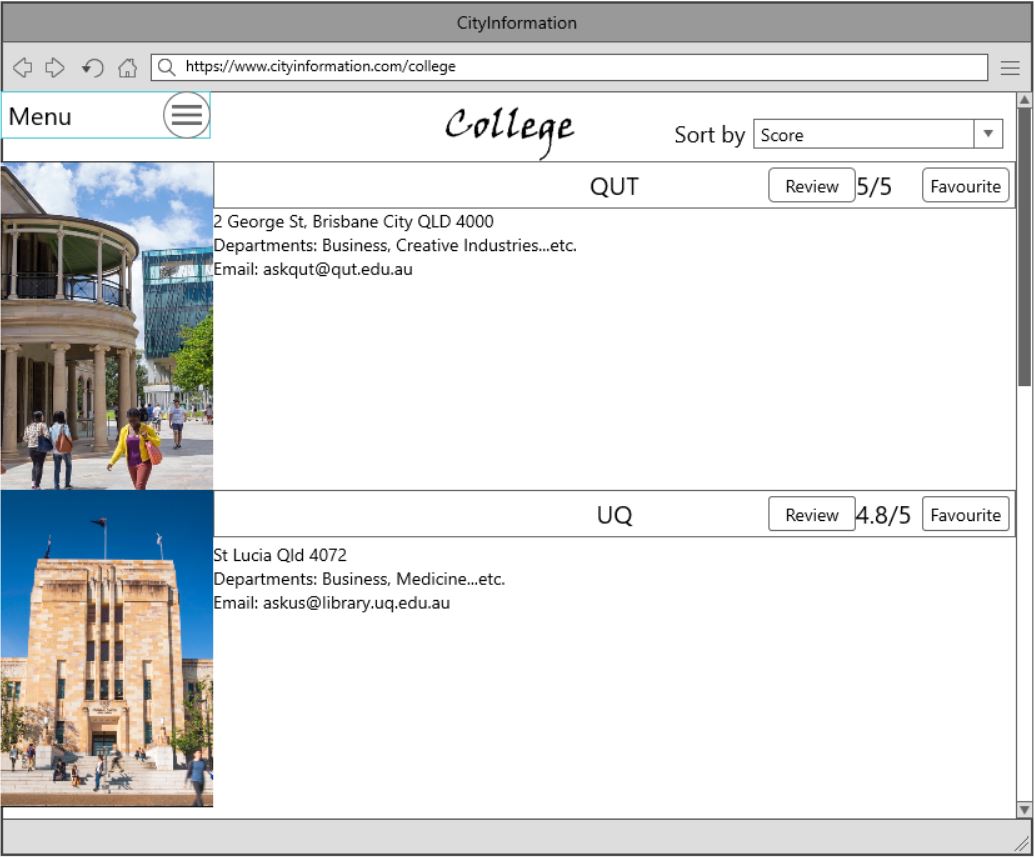 CityInformation
https://www.cityinformation.com/college
Menu
College
Sort by Score
QUT Review 5/5 Favourite
2 George St, Brisbane City QLD 4000
Departments: Business, Creative Industries...etc.
Email: askqut@qut.edu.au
UQ Review 4.8/5 Favourite
St Lucia Qld 4072
Departments: Business, Medicine...etc.
Email: askus@library.uq.edu.au